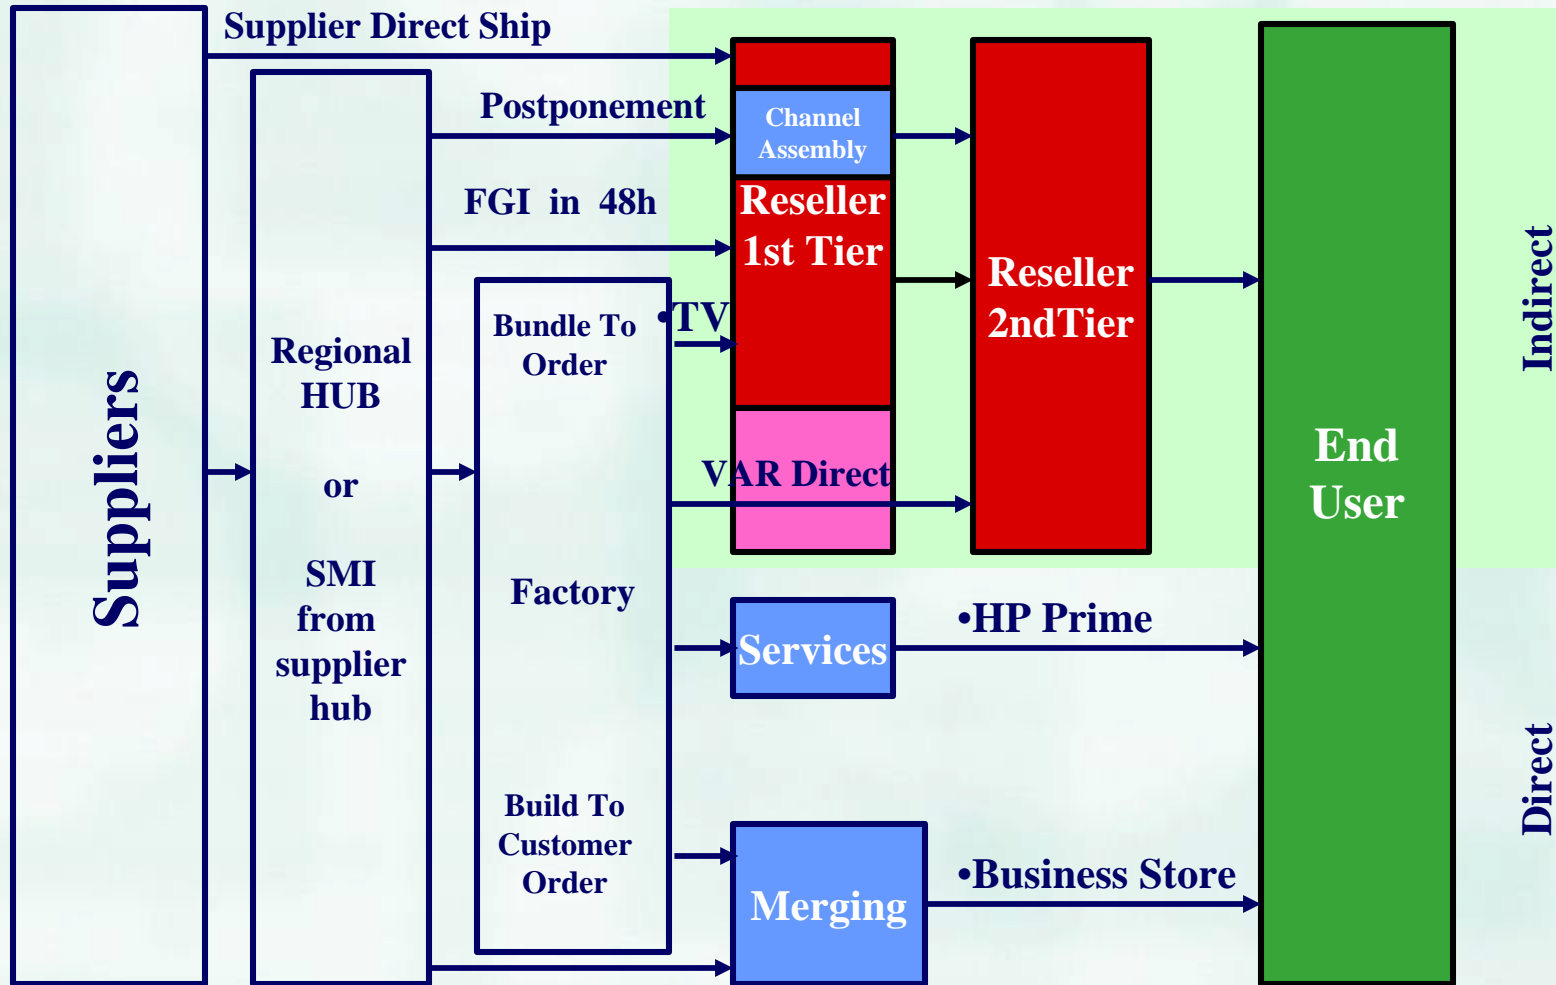 Supplier Direct Ship
Postponement
FGI in 48h
Suppliers
Regional
HUB
or
SMI
from
supplier
hub
Bundle To
Order
Factory
Build To
Customer
Order
•TV
Channel
Assembly
Reseller
1st Tier
VAR Direct
Reseller
2ndTier
Services
•HP Prime
Merging
•Business Store
End
User
Indirect
Direct